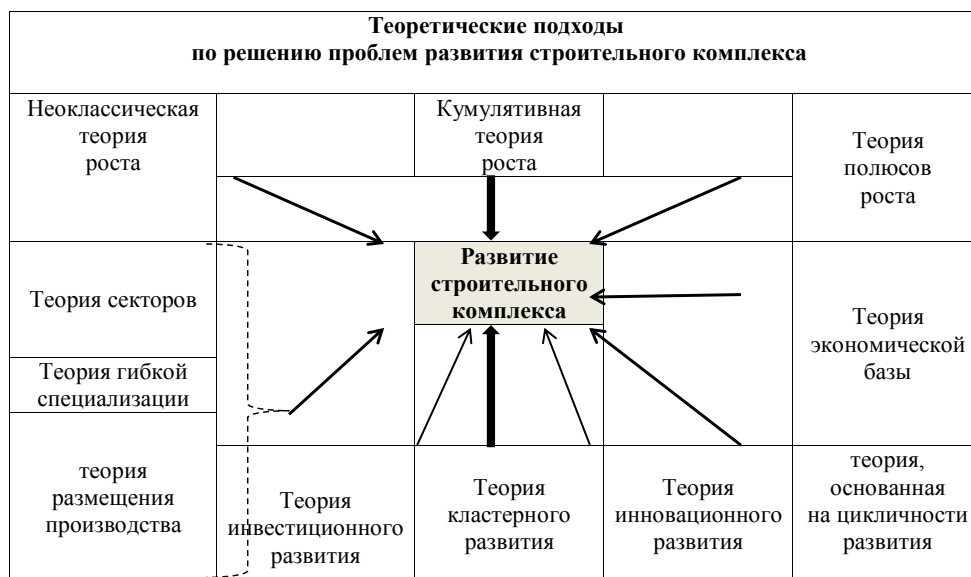 Теоретические подходы
по решению проблем развития строительного комплекса
Неоклассическая
теория
роста
Кумулятивная
теория
роста
Теория
полюсов
роста
Теория секторов
Развитие
строительного
комплекса
Теория
экономической
базы
Теория гибкой
специализации
теория
размещения
производства
Теория
инвестиционного
развития
Теория
кластерного
развития
Теория
инновационного
развития
теория,
основанная
на цикличности
развития